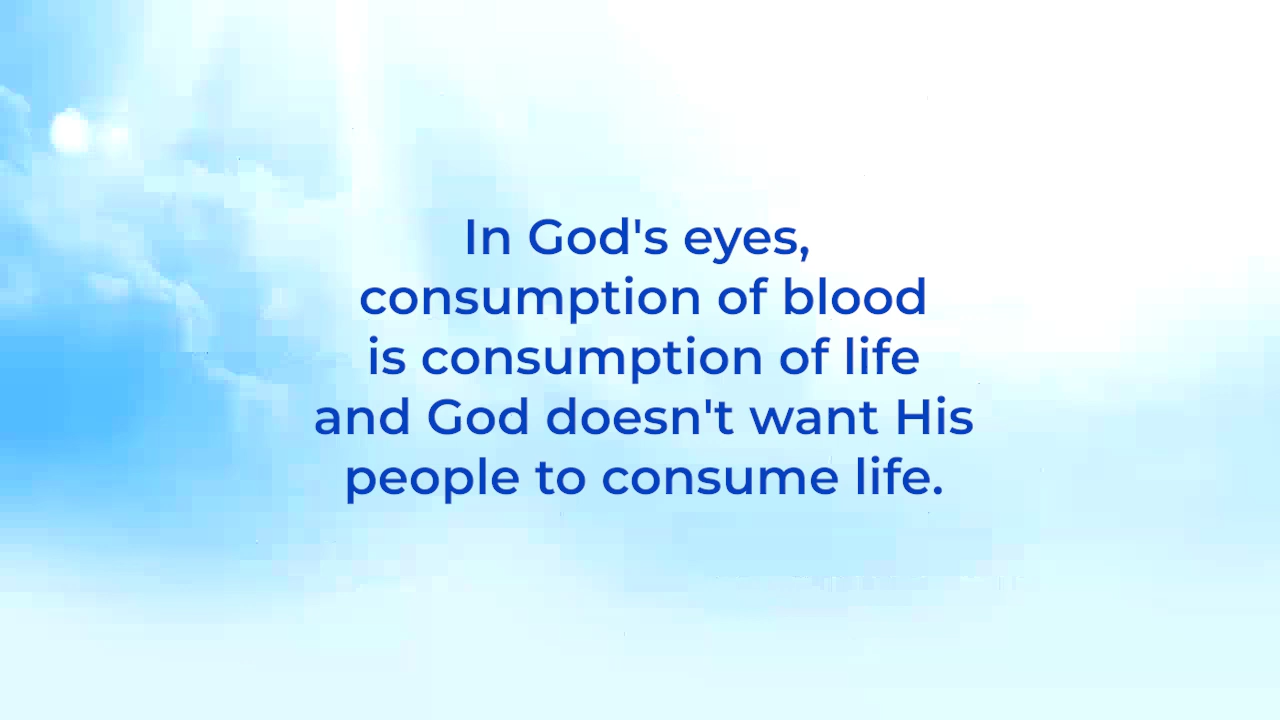 In God's eyes,
consumption of blood
is consumption of life
and God doesn't want His
people to consume life.